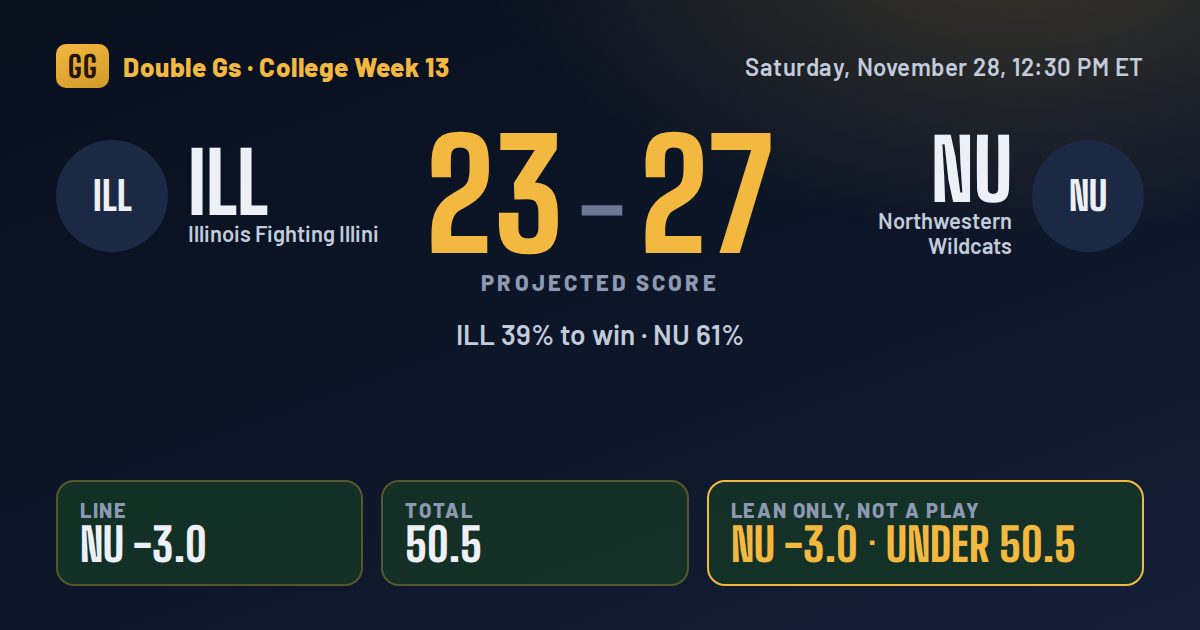 GG Double Gs · College Week 13
Saturday, November 28, 12:30 PM ET
ILL
ILL
Illinois Fighting Illini
23 – 27
PROJECTED SCORE
ILL 39% to win · NU 61%
NU
Northwestern
Wildcats
NU
LINE
NU −3.0
TOTAL
50.5
LEAN ONLY, NOT A PLAY
NU −3.0 · UNDER 50.5